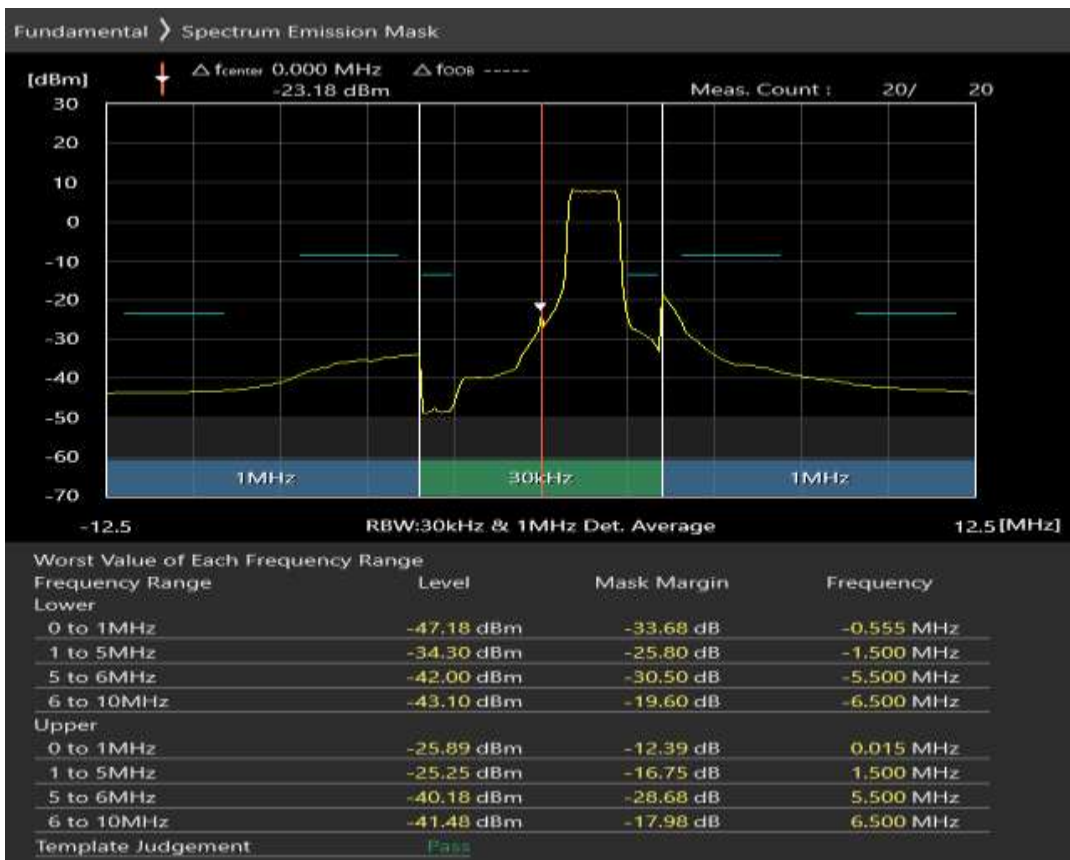 Fundamental 》 Spectrum Emission Mask
[dBm] △ fcenter 0.000 MHz △ fOOB -----
-23.18 dBm Meas. Count : 20/ 20
30
20
10
0
-10
-20
-30
-40
-50
-60
-70
1MHz 30kHz 1MHz
-12.5 RBW:30kHz & 1MHz Det. Average 12.5 [MHz]
Worst Value of Each Frequency Range
Frequency Range Level Mask Margin Frequency
Lower
0 to 1MHz -47.18 dBm -33.68 dB -0.555 MHz
1 to 5MHz -34.30 dBm -25.80 dB -1.500 MHz
5 to 6MHz -42.00 dBm -30.50 dB -5.500 MHz
6 to 10MHz -43.10 dBm -19.60 dB -6.500 MHz
Upper
0 to 1MHz -25.89 dBm -12.39 dB 0.015 MHz
1 to 5MHz -25.25 dBm -16.75 dB 1.500 MHz
5 to 6MHz -40.18 dBm -28.68 dB 5.500 MHz
6 to 10MHz -41.48 dBm -17.98 dB 6.500 MHz
Template Judgement Pass